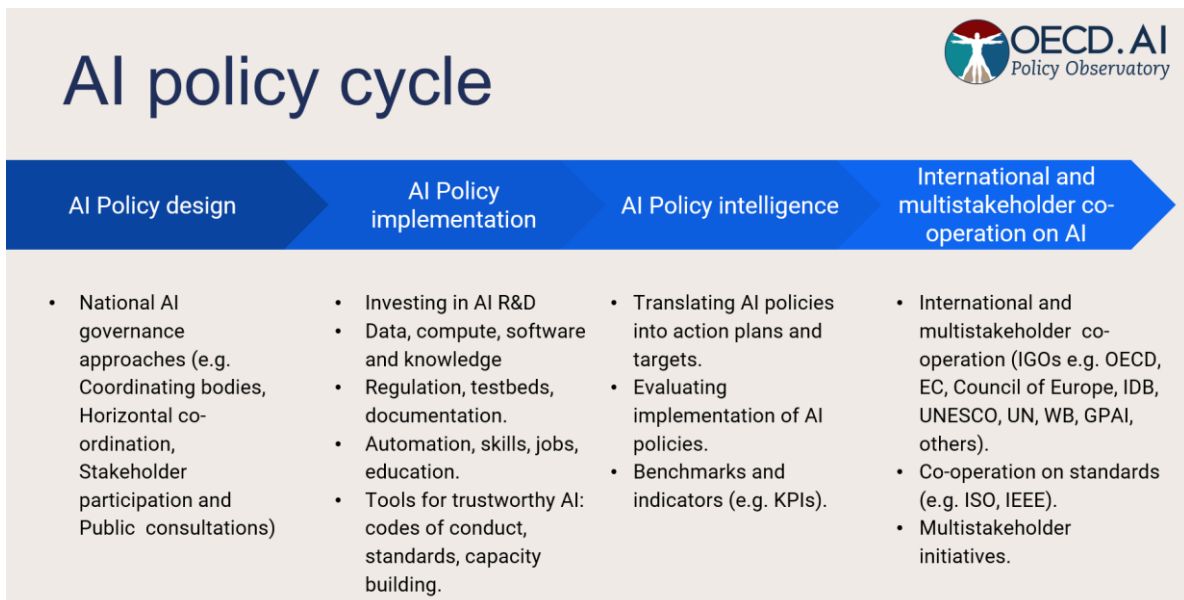 AI policy cycle
OECD.AI
Policy Observatory
AI Policy design
AI Policy
implementation
AI Policy intelligence
International and
multistakeholder co-
operation on AI
• National AI
governance
approaches (e.g.
Coordinating bodies,
Horizontal co-
ordination,
Stakeholder
participation and
Public consultations)
• Investing in AI R&D
• Data, compute, software
and knowledge
• Regulation, testbeds,
documentation.
• Automation, skills, jobs,
education.
• Tools for trustworthy AI:
codes of conduct,
standards, capacity
building.
• Translating AI policies
into action plans and
targets.
• Evaluating
implementation of AI
policies.
• Benchmarks and
indicators (e.g. KPIs).
• International and
multistakeholder co-
operation (IGOs e.g. OECD,
EC, Council of Europe, IDB,
UNESCO, UN, WB, GPAI,
others).
• Co-operation on standards
(e.g. ISO, IEEE).
• Multistakeholder
initiatives.